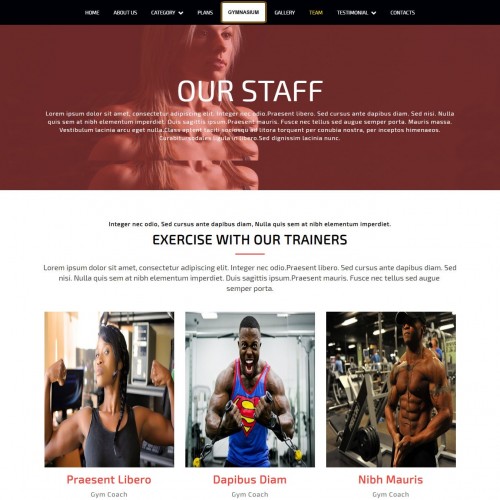 HOME ABOUT US CATEGORY PLANS GYMNASIUM GALLERY TEAM TESTIMONIAL CONTACTS
OUR STAFF
Lorem ipsum dolor sit amet, consectetur adipiscing elit. Integer nec odio.Praesent libero. Sed cursus ante dapibus diam. Nulla
quis sem at nibh elementum imperdiet. Duis sagittis ipsum.Praesent mauris. Fusce nec tellus sed augue semper porta. Mauris massa.
Vestibulum lacinia arcu eget nulla.Class aptent taciti sociosqu ad litora torquent per conubia nostra, per inceptos himenaeos.
Curabitursodales ligula in libero.Sed dignissim lacinia nunc.
Integer nec odio, Sed cursus ante dapibus diam, Nulla quis sem at nibh elementum imperdiet.
EXERCISE WITH OUR TRAINERS
Lorem ipsum dolor sit amet, consectetur adipiscing elit. Integer nec odio.Praesent libero. Sed cursus ante dapibus diam.
Nulla quis sem at nibh elementum imperdiet. Duis sagittis ipsum.Praesent mauris. Fusce nec tellus sed augue
semper porta.
Praesent Libero
Gym Coach
Dapibus Diam
Gym Coach
Nibh Mauris
Gym Coach